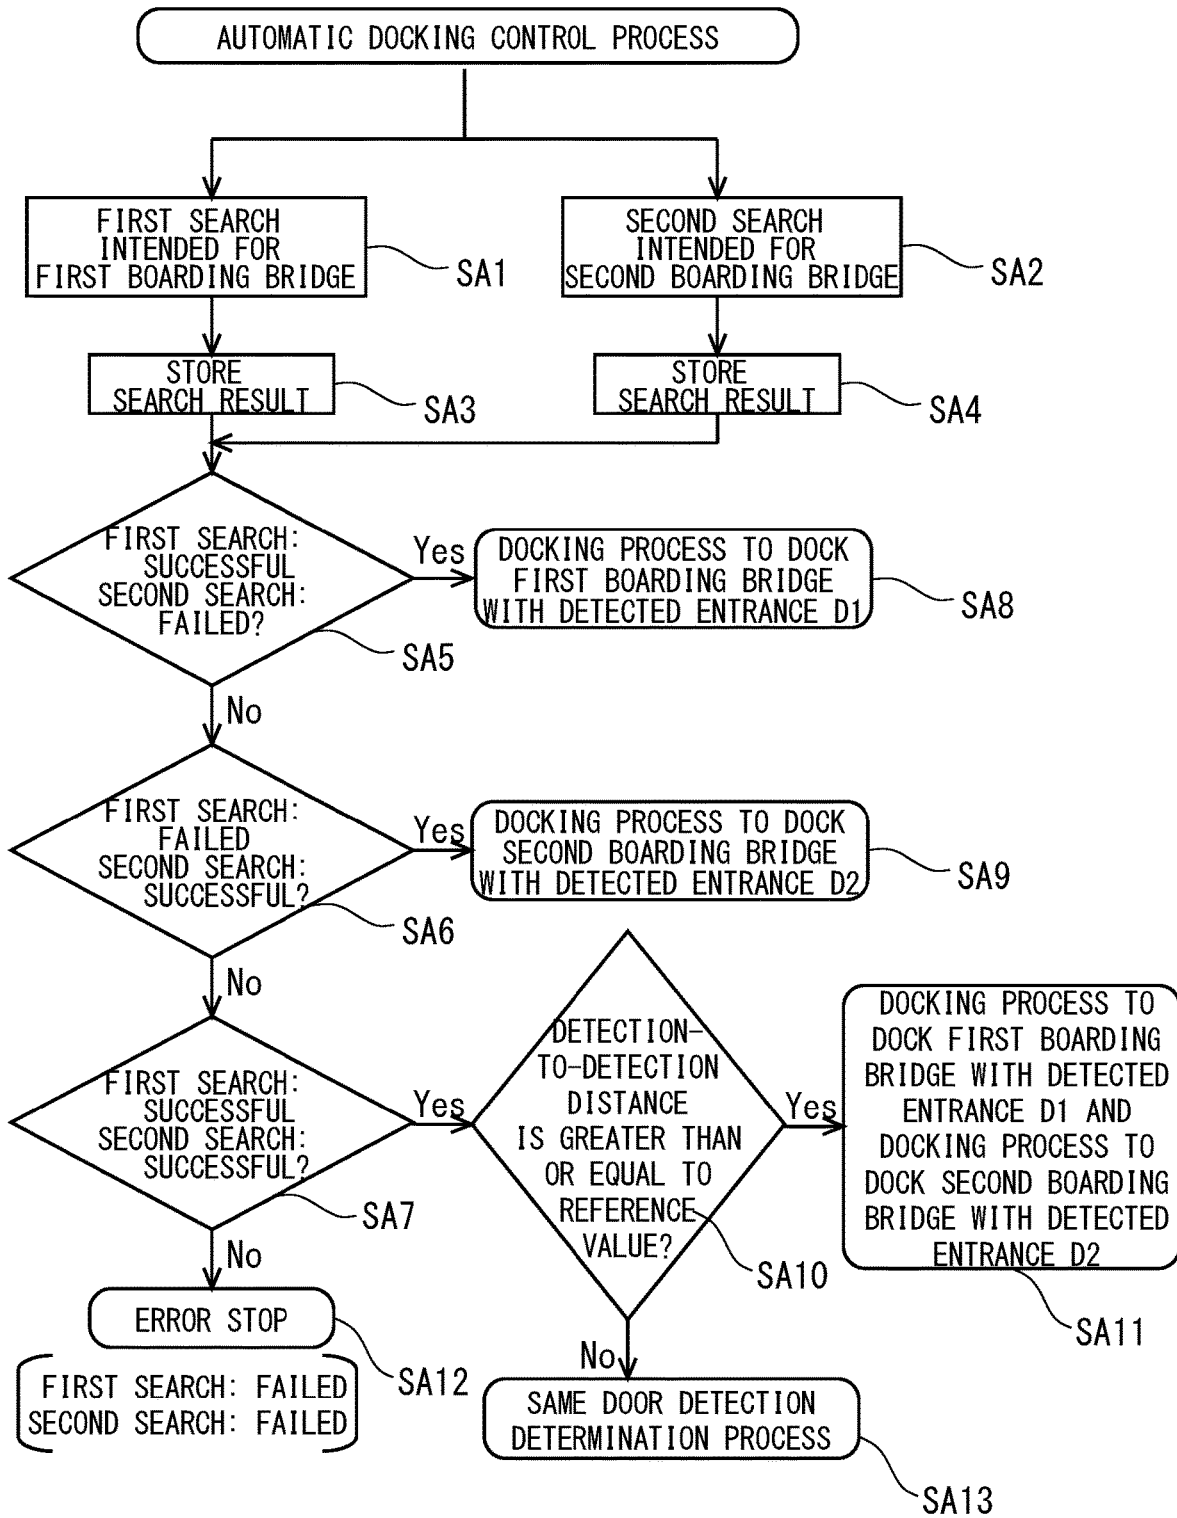 AUTOMATIC DOCKING CONTROL PROCESS
FIRST SEARCH
INTENDED FOR
FIRST BOARDING BRIDGE
SA1
SECOND SEARCH
INTENDED FOR
SECOND BOARDING BRIDGE
SA2
STORE
SEARCH RESULT
SA3
STORE
SEARCH RESULT
SA4
FIRST SEARCH:
SUCCESSFUL
SECOND SEARCH:
FAILED?
SA5
Yes
DOCKING PROCESS TO DOCK
FIRST BOARDING BRIDGE
WITH DETECTED ENTRANCE D1
SA8
No
FIRST SEARCH:
FAILED
SECOND SEARCH:
SUCCESSFUL?
SA6
Yes
DOCKING PROCESS TO DOCK
SECOND BOARDING BRIDGE
WITH DETECTED ENTRANCE D2
SA9
No
FIRST SEARCH:
SUCCESSFUL
SECOND SEARCH:
SUCCESSFUL?
SA7
Yes
DETECTION-
TO-DETECTION
DISTANCE
IS GREATER THAN
OR EQUAL TO
REFERENCE
VALUE?
SA10
Yes
DOCKING PROCESS TO
DOCK FIRST BOARDING
BRIDGE WITH DETECTED
ENTRANCE D1 AND
DOCKING PROCESS TO
DOCK SECOND BOARDING
BRIDGE WITH DETECTED
ENTRANCE D2
SA11
No
ERROR STOP
SA12
FIRST SEARCH: FAILED
SECOND SEARCH: FAILED
No
SAME DOOR DETECTION
DETERMINATION PROCESS
SA13